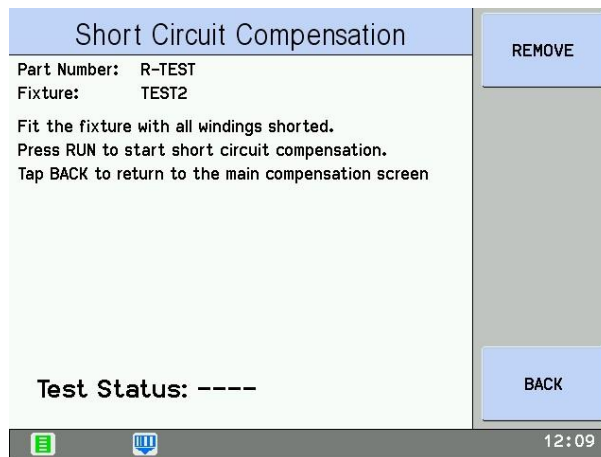 Short Circuit Compensation
REMOVE
Part Number: R-TEST
Fixture: TEST2
Fit the fixture with all windings shorted.
Press RUN to start short circuit compensation.
Tap BACK to return to the main compensation screen
Test Status: ----
BACK
12:09